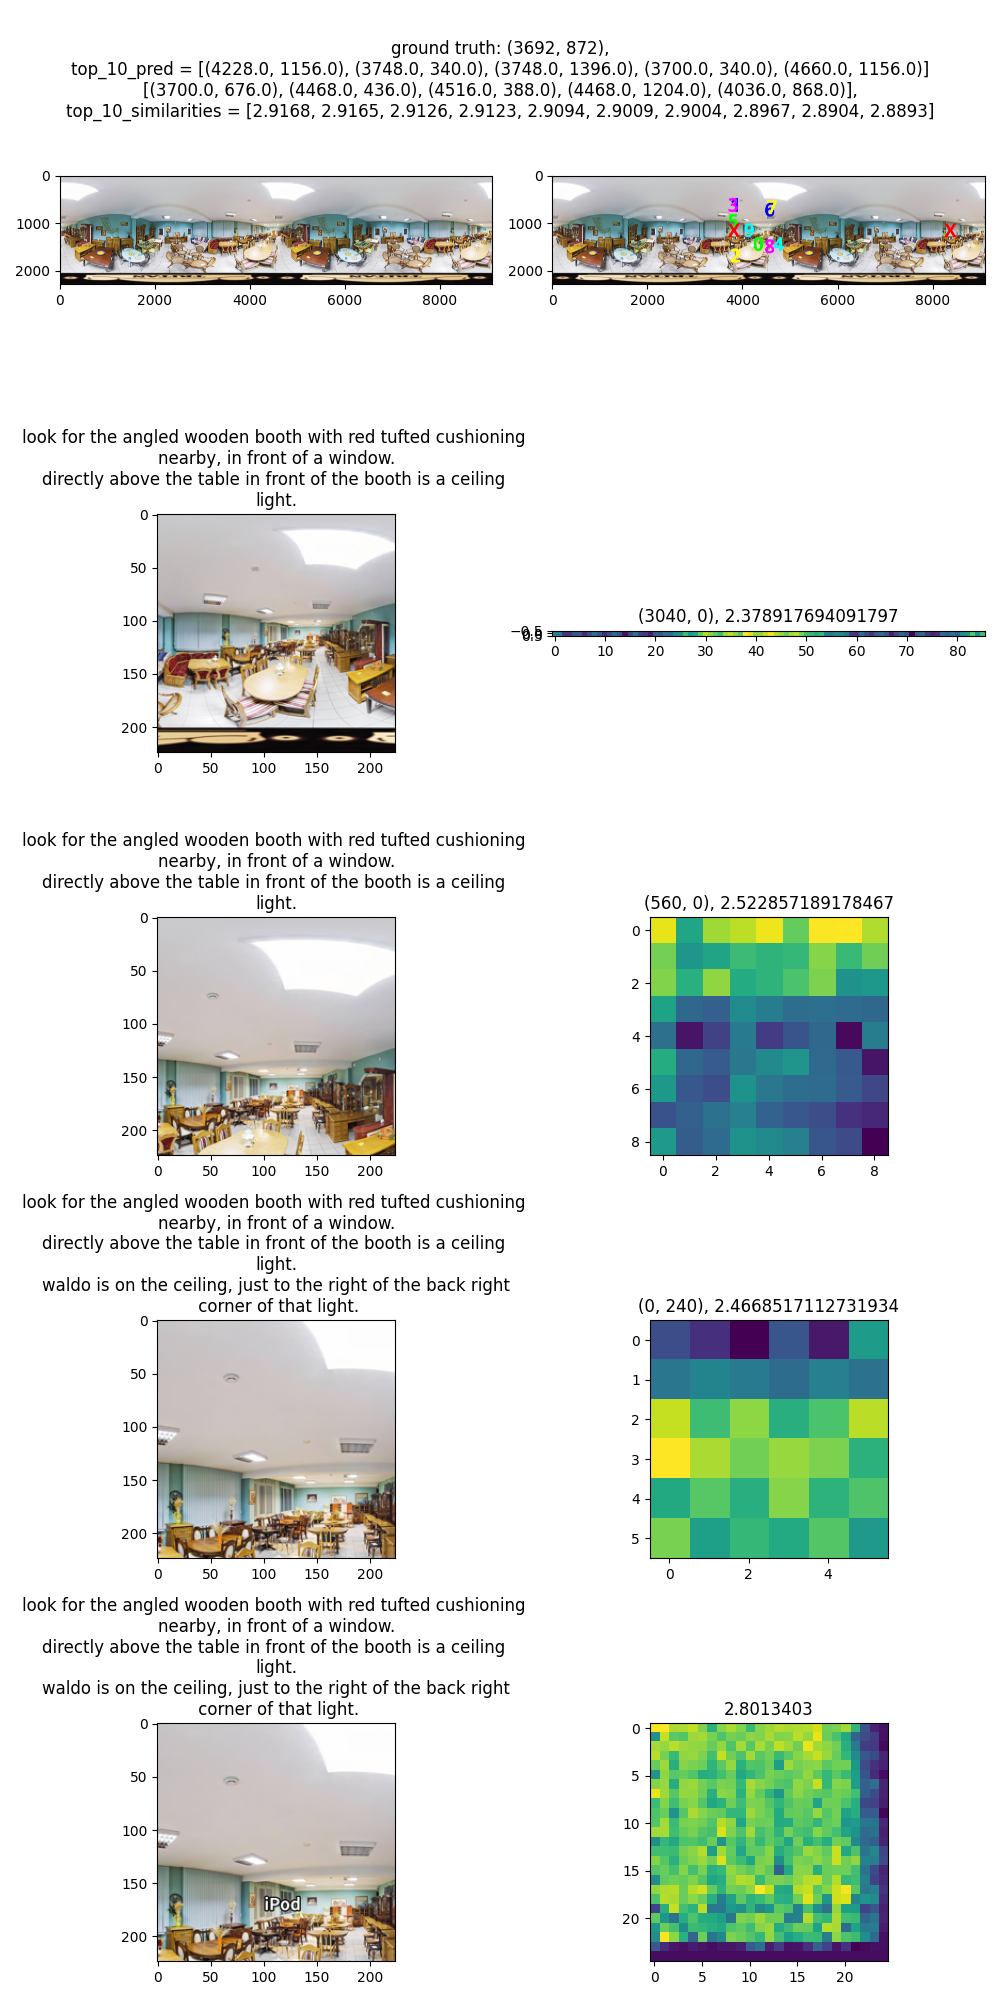 ground truth: (3692, 872),
top_10_pred = [(4228.0, 1156.0), (3748.0, 340.0), (3748.0, 1396.0), (3700.0, 340.0), (4660.0, 1156.0)]
[(3700.0, 676.0), (4468.0, 436.0), (4516.0, 388.0), (4468.0, 1204.0), (4036.0, 868.0)],
top_10_similarities = [2.9168, 2.9165, 2.9126, 2.9123, 2.9094, 2.9009, 2.9004, 2.8967, 2.8904, 2.8893]
0
1000
2000
0 2000 4000 6000 8000
0
1000
2000
0 2000 4000 6000 8000
3 6 7
5
X 9 X
0 8 4
2
look for the angled wooden booth with red tufted cushioning
nearby, in front of a window.
directly above the table in front of the booth is a ceiling
light.
0
50
100
150
200
0 50 100 150 200
(3040, 0), 2.378917694091797
−0.5
0.5
0 10 20 30 40 50 60 70 80
look for the angled wooden booth with red tufted cushioning
nearby, in front of a window.
directly above the table in front of the booth is a ceiling
light.
0
50
100
150
200
0 50 100 150 200
(560, 0), 2.522857189178467
0
2
4
6
8
0 2 4 6 8
look for the angled wooden booth with red tufted cushioning
nearby, in front of a window.
directly above the table in front of the booth is a ceiling
light.
waldo is on the ceiling, just to the right of the back right
corner of that light.
0
50
100
150
200
0 50 100 150 200
(0, 240), 2.4668517112731934
0
1
2
3
4
5
0 2 4
look for the angled wooden booth with red tufted cushioning
nearby, in front of a window.
directly above the table in front of the booth is a ceiling
light.
waldo is on the ceiling, just to the right of the back right
corner of that light.
0
50
100
150
200
0 50 100 150 200
iPod
2.8013403
0
5
10
15
20
0 5 10 15 20